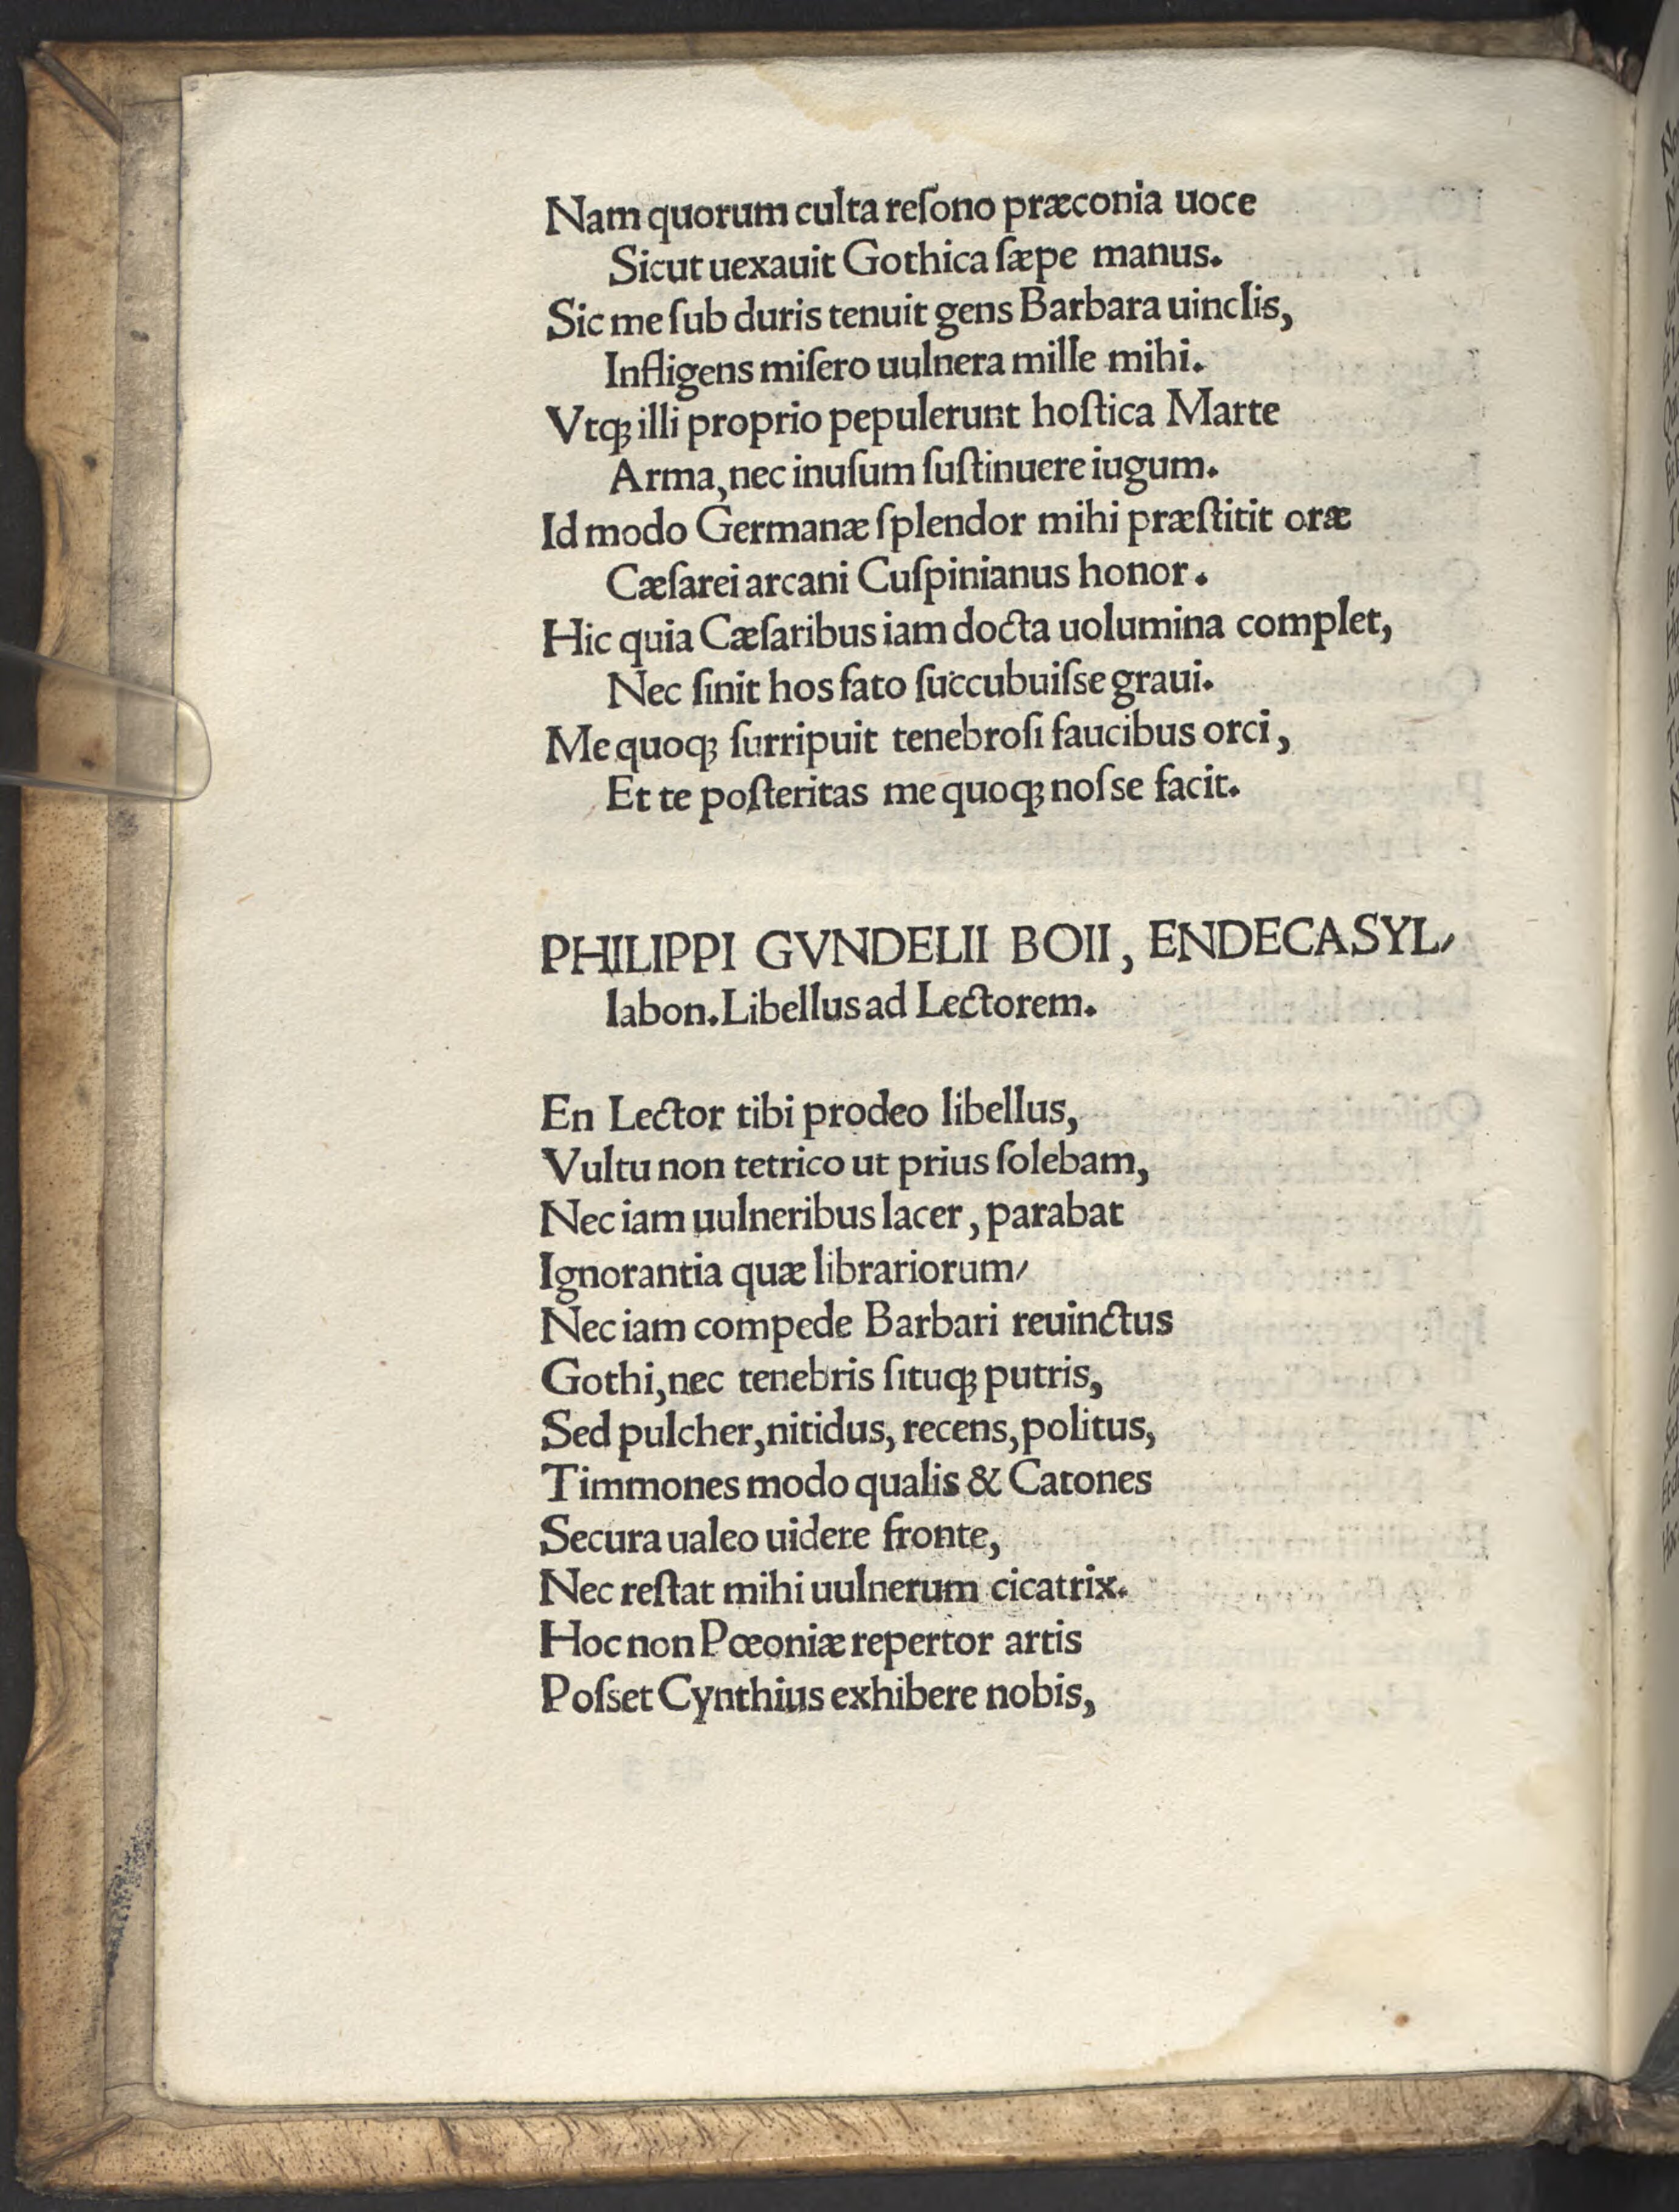 Nam quorum culta reſono præconia uoce
Sicut uexauit Gothica ſæpe manus.
Sic me ſub duris tenuit gens Barbara uinclis,
Infligens miſero uulnera mille mihi.
Vtqꝫ illi proprio pepulerunt hoſtica Marte
Arma, nec inuſum ſuſtinuere iugum.
Id modo Germanæ ſplendor mihi præſtitit oræ
Cæſarei arcani Cuſpinianus honor.
Hic quia Cæſaribus iam docta uolumina complet,
Nec ſinit hos fato ſuccubuiſse graui.
Me quoqꝫ ſurripuit tenebroſi faucibus orci,
Et te poſteritas me quoqꝫ noſse facit.
PHILIPPI GVNDELII BOII, ENDECASYL/
labon. Libellus ad Lectorem.
En Lector tibi prodeo libellus,
Vultu non tetrico ut prius ſolebam,
Nec iam uulneribus lacer, parabat
Ignorantia quæ librariorum/
Nec iam compede Barbari reuinctus
Gothi, nec tenebris ſituqꝫ putris,
Sed pulcher, nitidus, recens, politus,
Timmones modo qualis & Catones
Secura ualeo uidere fronte,
Nec reſtat mihi uulnerum cicatrix.
Hoc non Pœoniæ repertor artis
Poſset Cynthius exhibere nobis,